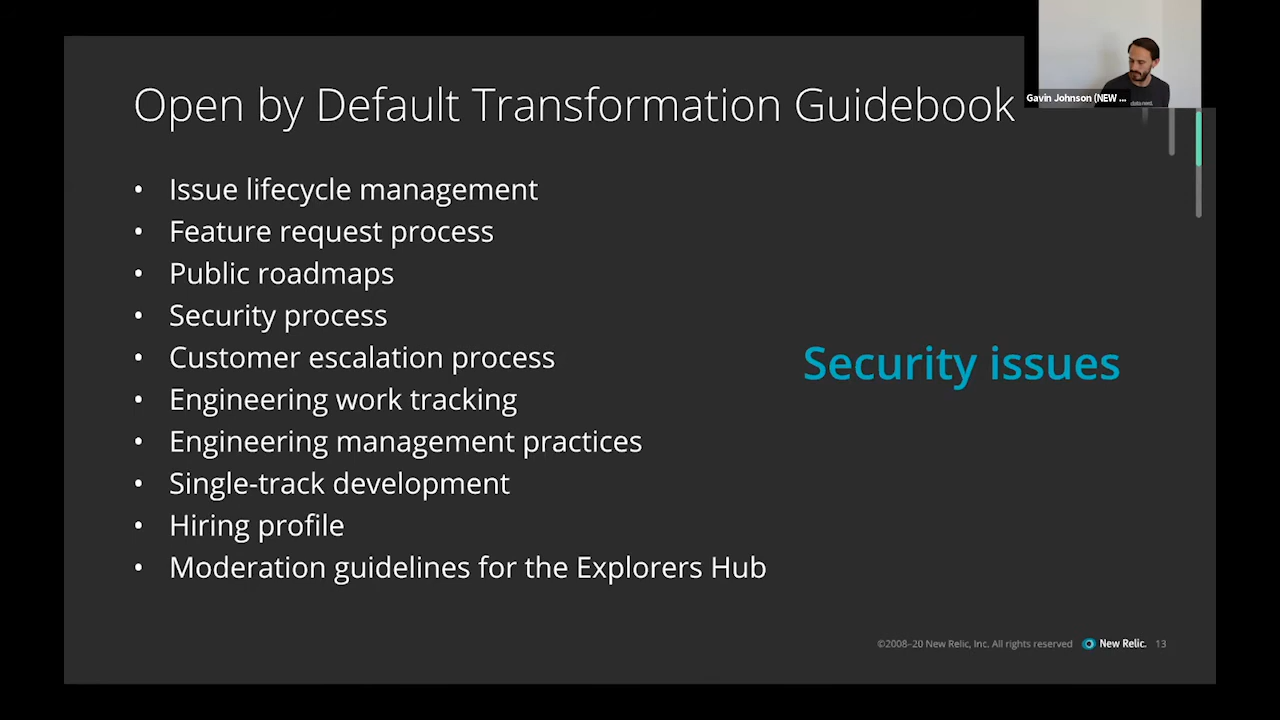 Open by Default Transformation Guidebook
Gavin Johnson (NEW ...
data nerd.
• Issue lifecycle management
• Feature request process
• Public roadmaps
• Security process
• Customer escalation process
• Engineering work tracking
• Engineering management practices
• Single-track development
• Hiring profile
• Moderation guidelines for the Explorers Hub
Security issues
©2008–20 New Relic, Inc. All rights reserved New Relic. 13